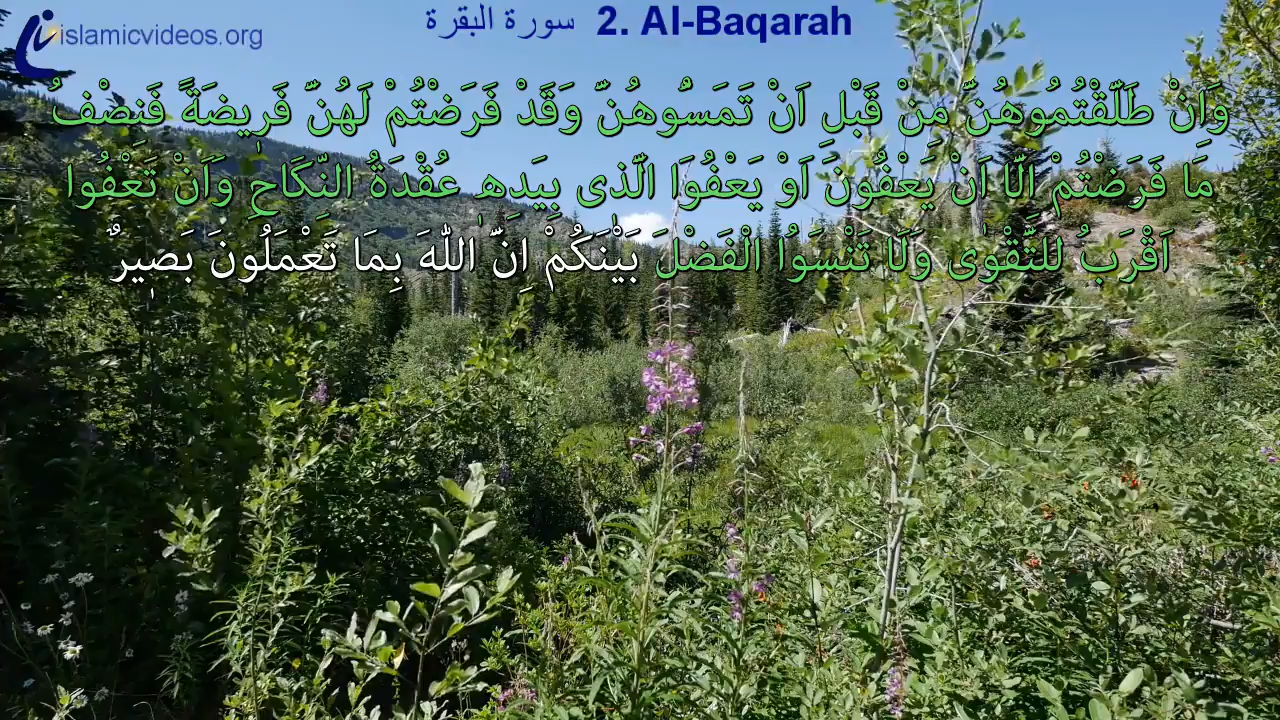 islamicvideos.org
سورة البقرة 2. Al-Baqarah
وَاِنْ طَلَّقْتُمُوهُنَّ مِنْ قَبْلِ اَنْ تَمَسُّوهُنَّ وَقَدْ فَرَضْتُمْ لَهُنَّ فَرٖيضَةً فَنِصْفُ
مَا فَرَضْتُمْ اِلَّا اَنْ يَعْفُونَ اَوْ يَعْفُوَا الَّذٖى بِيَدِهٖ عُقْدَةُ النِّكَاحِ وَاَنْ تَعْفُوا
اَقْرَبُ لِلتَّقْوٰى وَلَا تَنْسَوُا الْفَضْلَ بَيْنَكُمْ اِنَّ اللّٰهَ بِمَا تَعْمَلُونَ بَصٖيرٌ